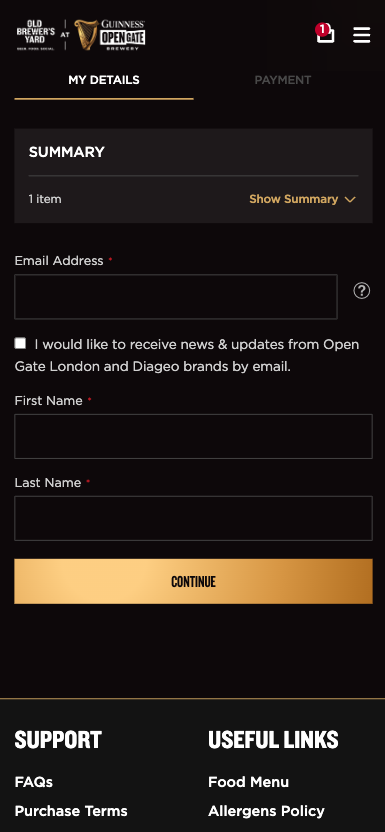 OLD
BREWER'S
YARD
AT
GUINNESS
OPEN GATE
BREWERY
1
MY DETAILS
PAYMENT
SUMMARY
1 item
Show Summary
Email Address *
?
I would like to receive news & updates from Open
Gate London and Diageo brands by email.
First Name *
Last Name *
CONTINUE
SUPPORT
USEFUL LINKS
FAQs
Food Menu
Purchase Terms
Allergens Policy